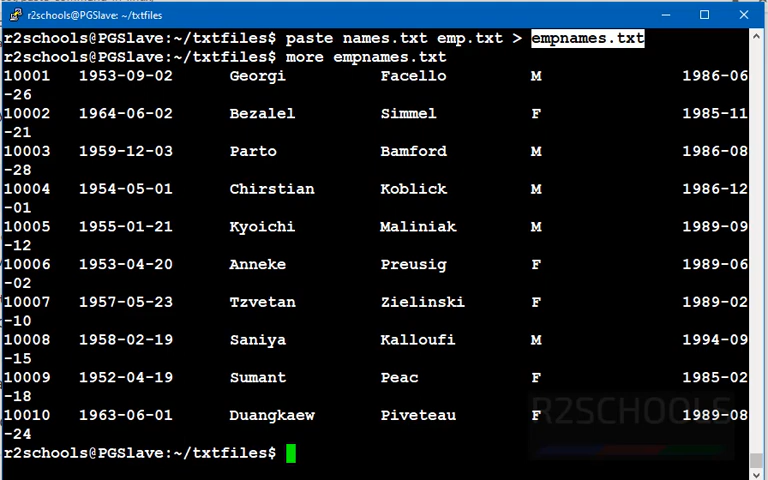 r2schools@PGSlave: ~/txtfiles
r2schools@PGSlave:~/txtfiles$ paste names.txt emp.txt > empnames.txt
r2schools@PGSlave:~/txtfiles$ more empnames.txt
10001 1953-09-02 Georgi Facello M 1986-06
-26
10002 1964-06-02 Bezalel Simmel F 1985-11
-21
10003 1959-12-03 Parto Bamford M 1986-08
-28
10004 1954-05-01 Chirstian Koblick M 1986-12
-01
10005 1955-01-21 Kyoichi Maliniak M 1989-09
-12
10006 1953-04-20 Anneke Preusig F 1989-06
-02
10007 1957-05-23 Tzvetan Zielinski F 1989-02
-10
10008 1958-02-19 Saniya Kalloufi M 1994-09
-15
10009 1952-04-19 Sumant Peac F 1985-02
-18
10010 1963-06-01 Duangkaew Piveteau F 1989-08
-24
R2SCHOOLS
r2schools@PGSlave:~/txtfiles$